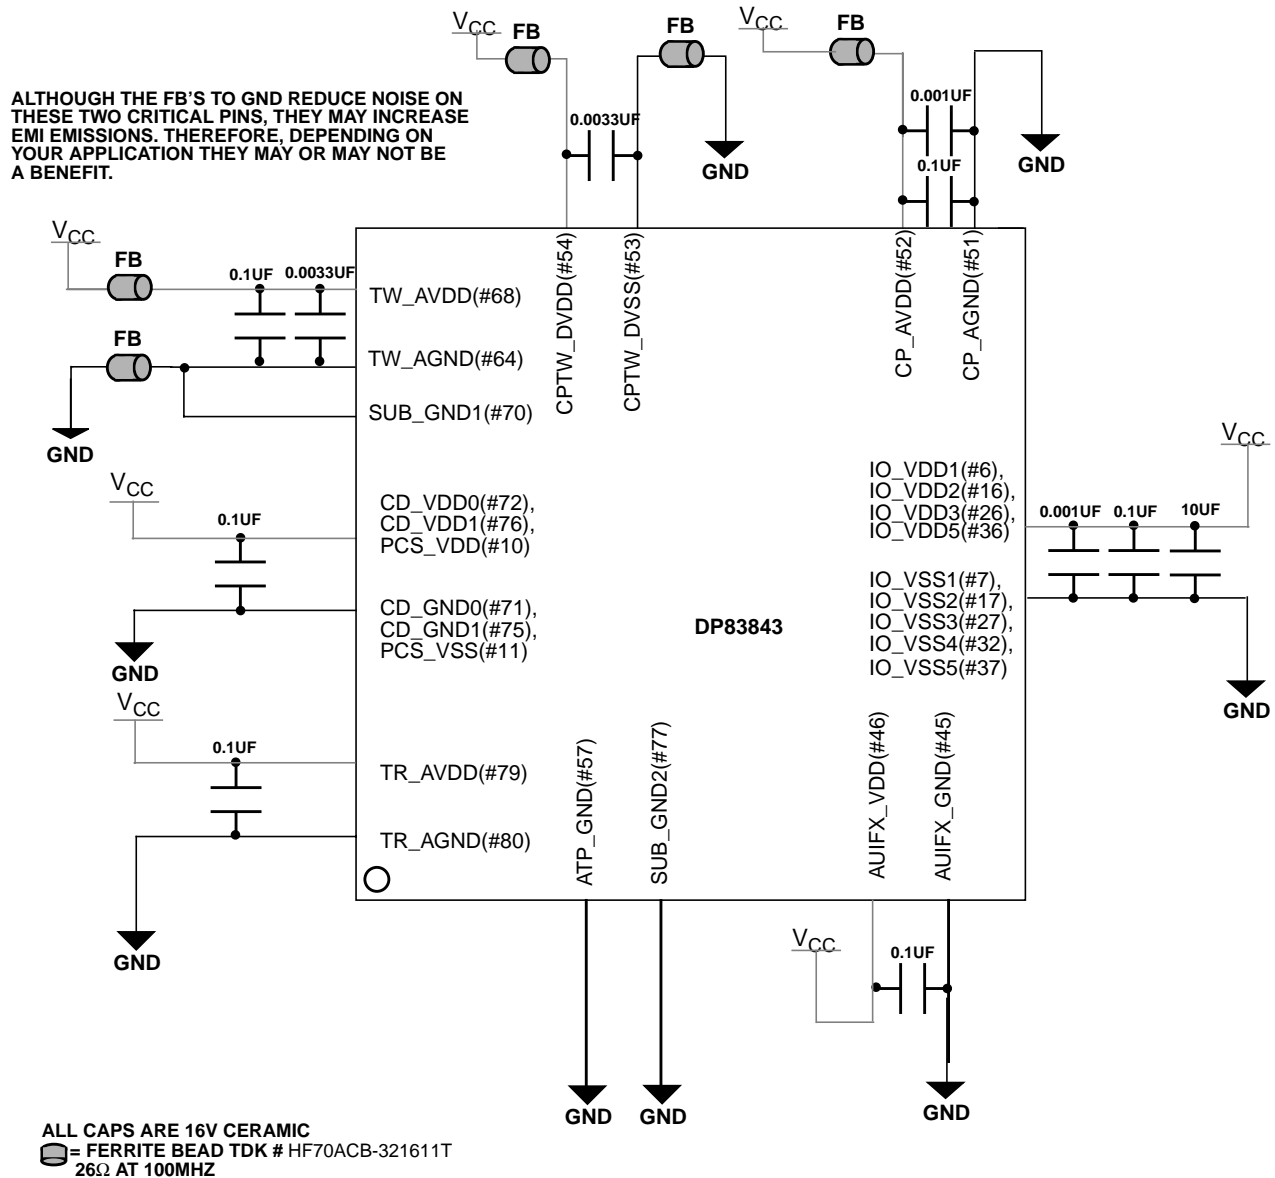 V_CC
FB
FB
V_CC
FB
ALTHOUGH THE FB'S TO GND REDUCE NOISE ON
THESE TWO CRITICAL PINS, THEY MAY INCREASE
EMI EMISSIONS. THEREFORE, DEPENDING ON
YOUR APPLICATION THEY MAY OR MAY NOT BE
A BENEFIT.
0.0033UF
GND
0.001UF
0.1UF
GND
V_CC
FB
0.1UF
0.0033UF
FB
GND
TW_AVDD(#68)
TW_AGND(#64)
SUB_GND1(#70)
CPTW_DVDD(#54)
CPTW_DVSS(#53)
CP_AVDD(#52)
CP_AGND(#51)
V_CC
0.1UF
CD_VDD0(#72),
CD_VDD1(#76),
PCS_VDD(#10)
CD_GND0(#71),
CD_GND1(#75),
PCS_VSS(#11)
GND
DP83843
IO_VDD1(#6),
IO_VDD2(#16),
IO_VDD3(#26),
IO_VDD5(#36)
IO_VSS1(#7),
IO_VSS2(#17),
IO_VSS3(#27),
IO_VSS4(#32),
IO_VSS5(#37)
V_CC
0.001UF
0.1UF
10UF
GND
V_CC
0.1UF
TR_AVDD(#79)
TR_AGND(#80)
GND
ATP_GND(#57)
SUB_GND2(#77)
AUIFX_VDD(#46)
AUIFX_GND(#45)
V_CC
0.1UF
GND
GND
GND
ALL CAPS ARE 16V CERAMIC
= FERRITE BEAD TDK # HF70ACB-321611T
26Ω AT 100MHZ